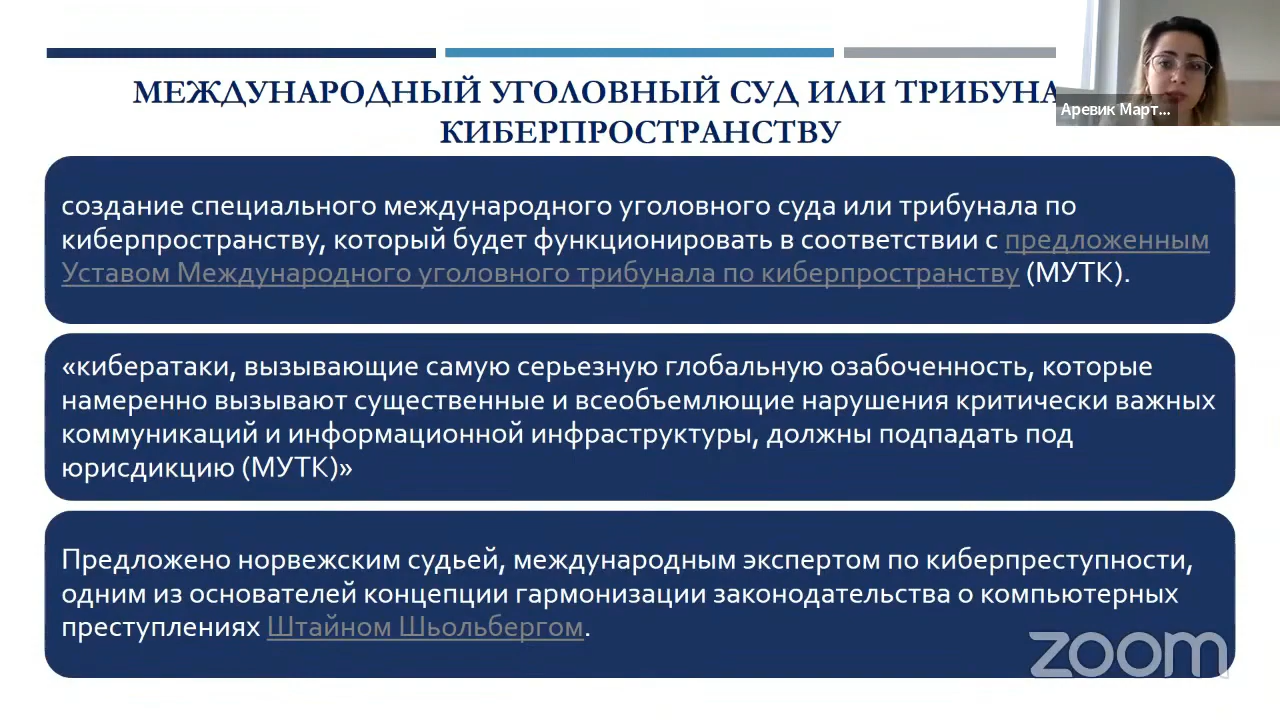 МЕЖДУНАРОДНЫЙ УГОЛОВНЫЙ СУД ИЛИ ТРИБУНА
КИБЕРПРОСТРАНСТВУ
Аревик Март...
создание специального международного уголовного суда или трибунала по
киберпространству, который будет функционировать в соответствии с предложенным
Уставом Международного уголовного трибунала по киберпространству (МУТК).
«кибератаки, вызывающие самую серьезную глобальную озабоченность, которые
намеренно вызывают существенные и всеобъемлющие нарушения критически важных
коммуникаций и информационной инфраструктуры, должны подпадать под
юрисдикцию (МУТК)»
Предложено норвежским судьей, международным экспертом по киберпреступности,
одним из основателей концепции гармонизации законодательства о компьютерных
преступлениях Штайном Шьольбергом.
zoom